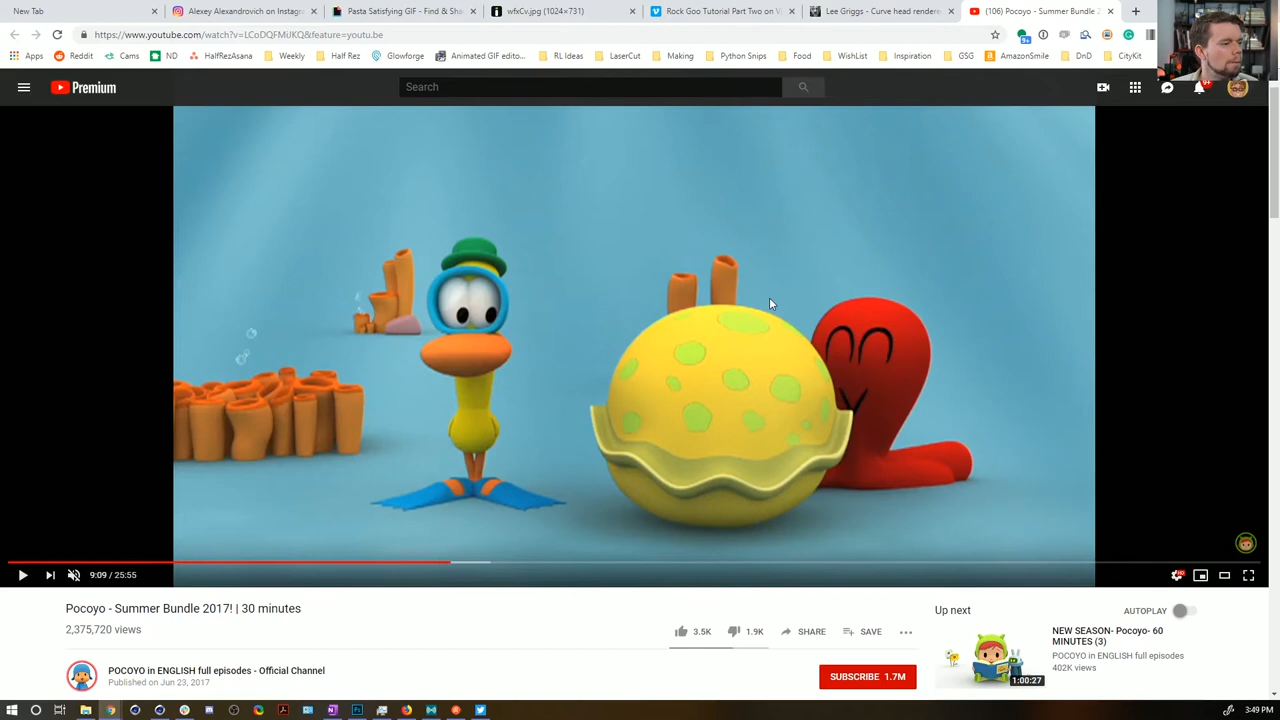 New Tab
Alexey Alexandrovich on Instagram
Pasta Satisfying GIF - Find & Sha
wfxCv.jpg (1024×731)
Rock Goo Tutorial Part Two on V
Lee Griggs - Curve head rendere
(106) Pocoyo - Summer Bundle 2
https://www.youtube.com/watch?v=LCoDQFMiJKQ&feature=youtu.be
Apps
Reddit
Cams
ND
HalfRezAsana
Weekly
Half Rez
Glowforge
Animated GIF edito...
RL Ideas
LaserCut
Making
Python Snips
Food
WishList
Inspiration
GSG
AmazonSmile
DnD
CityKit
Premium
Search
9+
9:09 / 25:55
HD
Pocoyo - Summer Bundle 2017! | 30 minutes
2,375,720 views
3.5K
1.9K
SHARE
SAVE
POCOYO in ENGLISH full episodes - Official Channel
Published on Jun 23, 2017
SUBSCRIBE 1.7M
Up next
AUTOPLAY
NEW SEASON- Pocoyo- 60
MINUTES (3)
POCOYO in ENGLISH full episodes
402K views
1:00:27
3:49 PM